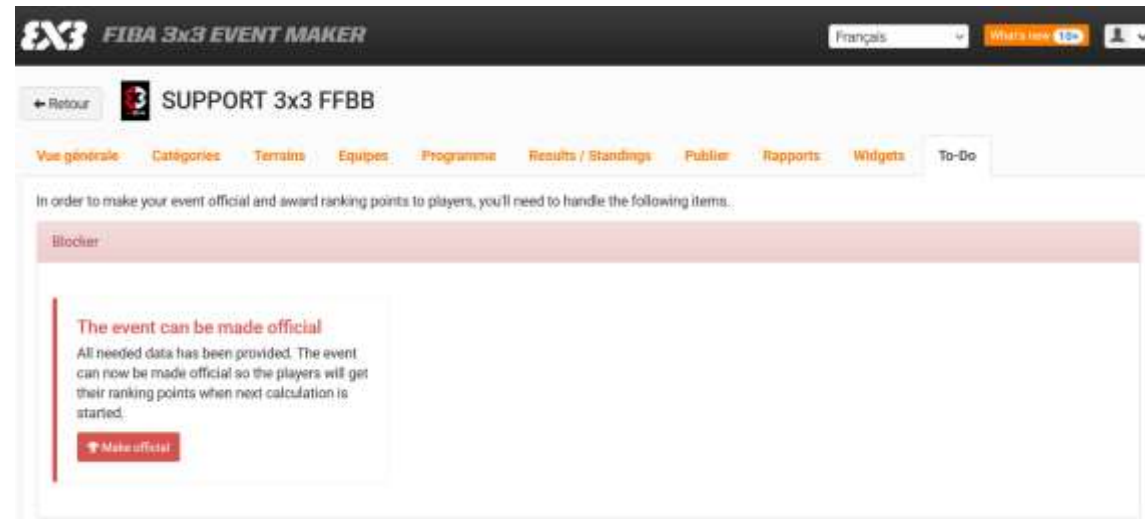 3X3 FIBA 3x3 EVENT MAKER Français What's new 10+
Retour SUPPORT 3x3 FFBB
Vue générale Catégories Terrains Equipes Programme Results / Standings Publier Rapports Widgets To-Do
In order to make your event official and award ranking points to players, you'll need to handle the following items.
Blocker
The event can be made official
All needed data has been provided. The event
can now be made official so the players will get
their ranking points when next calculation is
started.
Make official